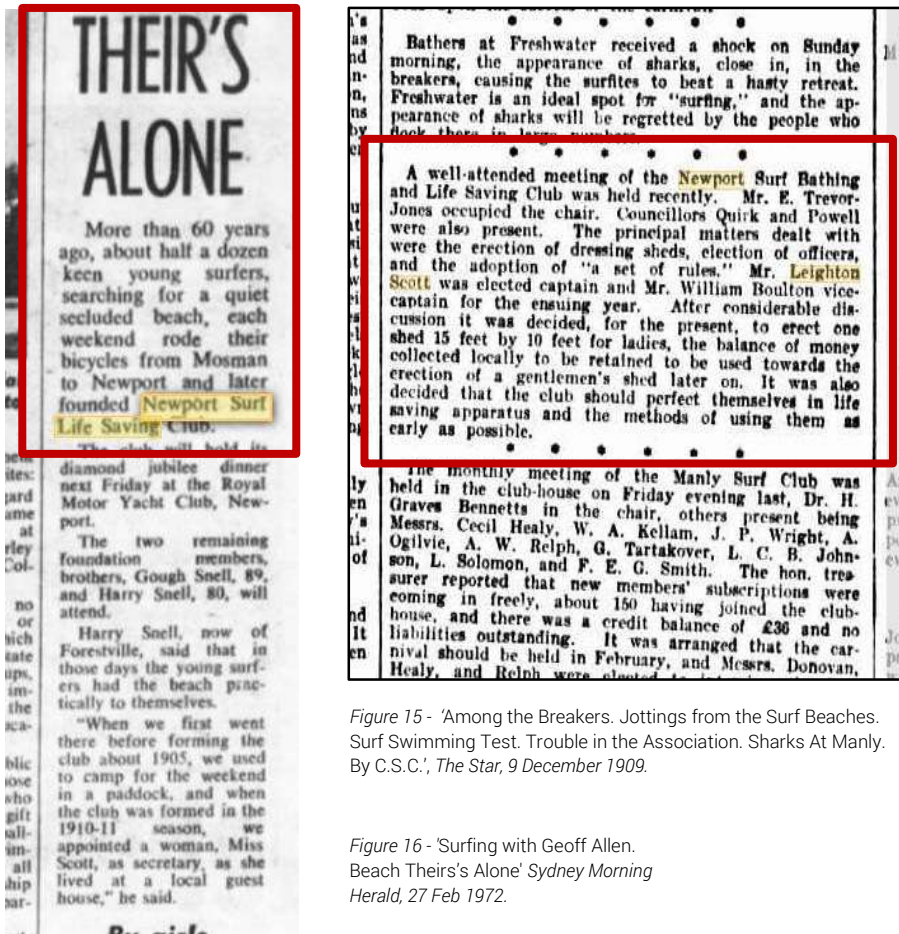 THEIR'S
ALONE
More than 60 years
ago, about half a dozen
keen young surfers,
searching for a quiet
secluded beach, each
weekend rode their
bicycles from Mosman
to Newport and later
founded Newport Surf
Life Saving Club.
The club will hold its
diamond jubilee dinner
next Friday at the Royal
Motor Yacht Club, New-
port.
The two remaining
foundation members,
brothers, Gough Snell, 89,
and Harry Snell, 80, will
attend.
Harry Snell, now of
Forestville, said that in
those days the young surf-
ers had the beach prac-
tically to themselves.
"When we first went
there before forming the
club about 1905, we used
to camp for the weekend
in a paddock, and when
the club was formed in the
1910-11 season, we
appointed a woman, Miss
Scott, as secretary, as she
lived at a local guest
house," he said.
Bathers at Freshwater received a shock on Sunday
morning, the appearance of sharks, close in, in the
breakers, causing the surfites to beat a hasty retreat.
Freshwater is an ideal spot for "surfing," and the ap-
pearance of sharks will be regretted by the people who
flock there in large numbers.
A well-attended meeting of the Newport Surf Bathing
and Life Saving Club was held recently. Mr. E. Trevor-
Jones occupied the chair. Councillors Quirk and Powell
were also present. The principal matters dealt with
were the erection of dressing sheds, election of officers,
and the adoption of "a set of rules." Mr. Leighton
Scott was elected captain and Mr. William Boulton vice-
captain for the ensuing year. After considerable dis-
cussion it was decided, for the present, to erect one
shed 15 feet by 10 feet for ladies, the balance of money
collected locally to be retained to be used towards the
erection of a gentlemen's shed later on. It was also
decided that the club should perfect themselves in life
saving apparatus and the methods of using them as
early as possible.
The monthly meeting of the Manly Surf Club was
held in the club-house on Friday evening last, Dr. H.
Graves Bennetts in the chair, others present being
Messrs. Cecil Healy, W. A. Kellam, J. P. Wright, A.
Ogilvie, A. W. Relph, G. Tartakover, L. C. B. John-
son, L. Solomon, and F. E. G. Smith. The hon. trea-
surer reported that new members' subscriptions were
coming in freely, about 150 having joined the club-
house, and there was a credit balance of £36 and no
liabilities outstanding. It was arranged that the car-
nival should be held in February, and Messrs. Donovan,
Healy, and Relph were
Figure 15 - 'Among the Breakers. Jottings from the Surf Beaches.
Surf Swimming Test. Trouble in the Association. Sharks At Manly.
By C.S.C.', The Star, 9 December 1909.
Figure 16 - 'Surfing with Geoff Allen.
Beach Theirs's Alone' Sydney Morning
Herald, 27 Feb 1972.